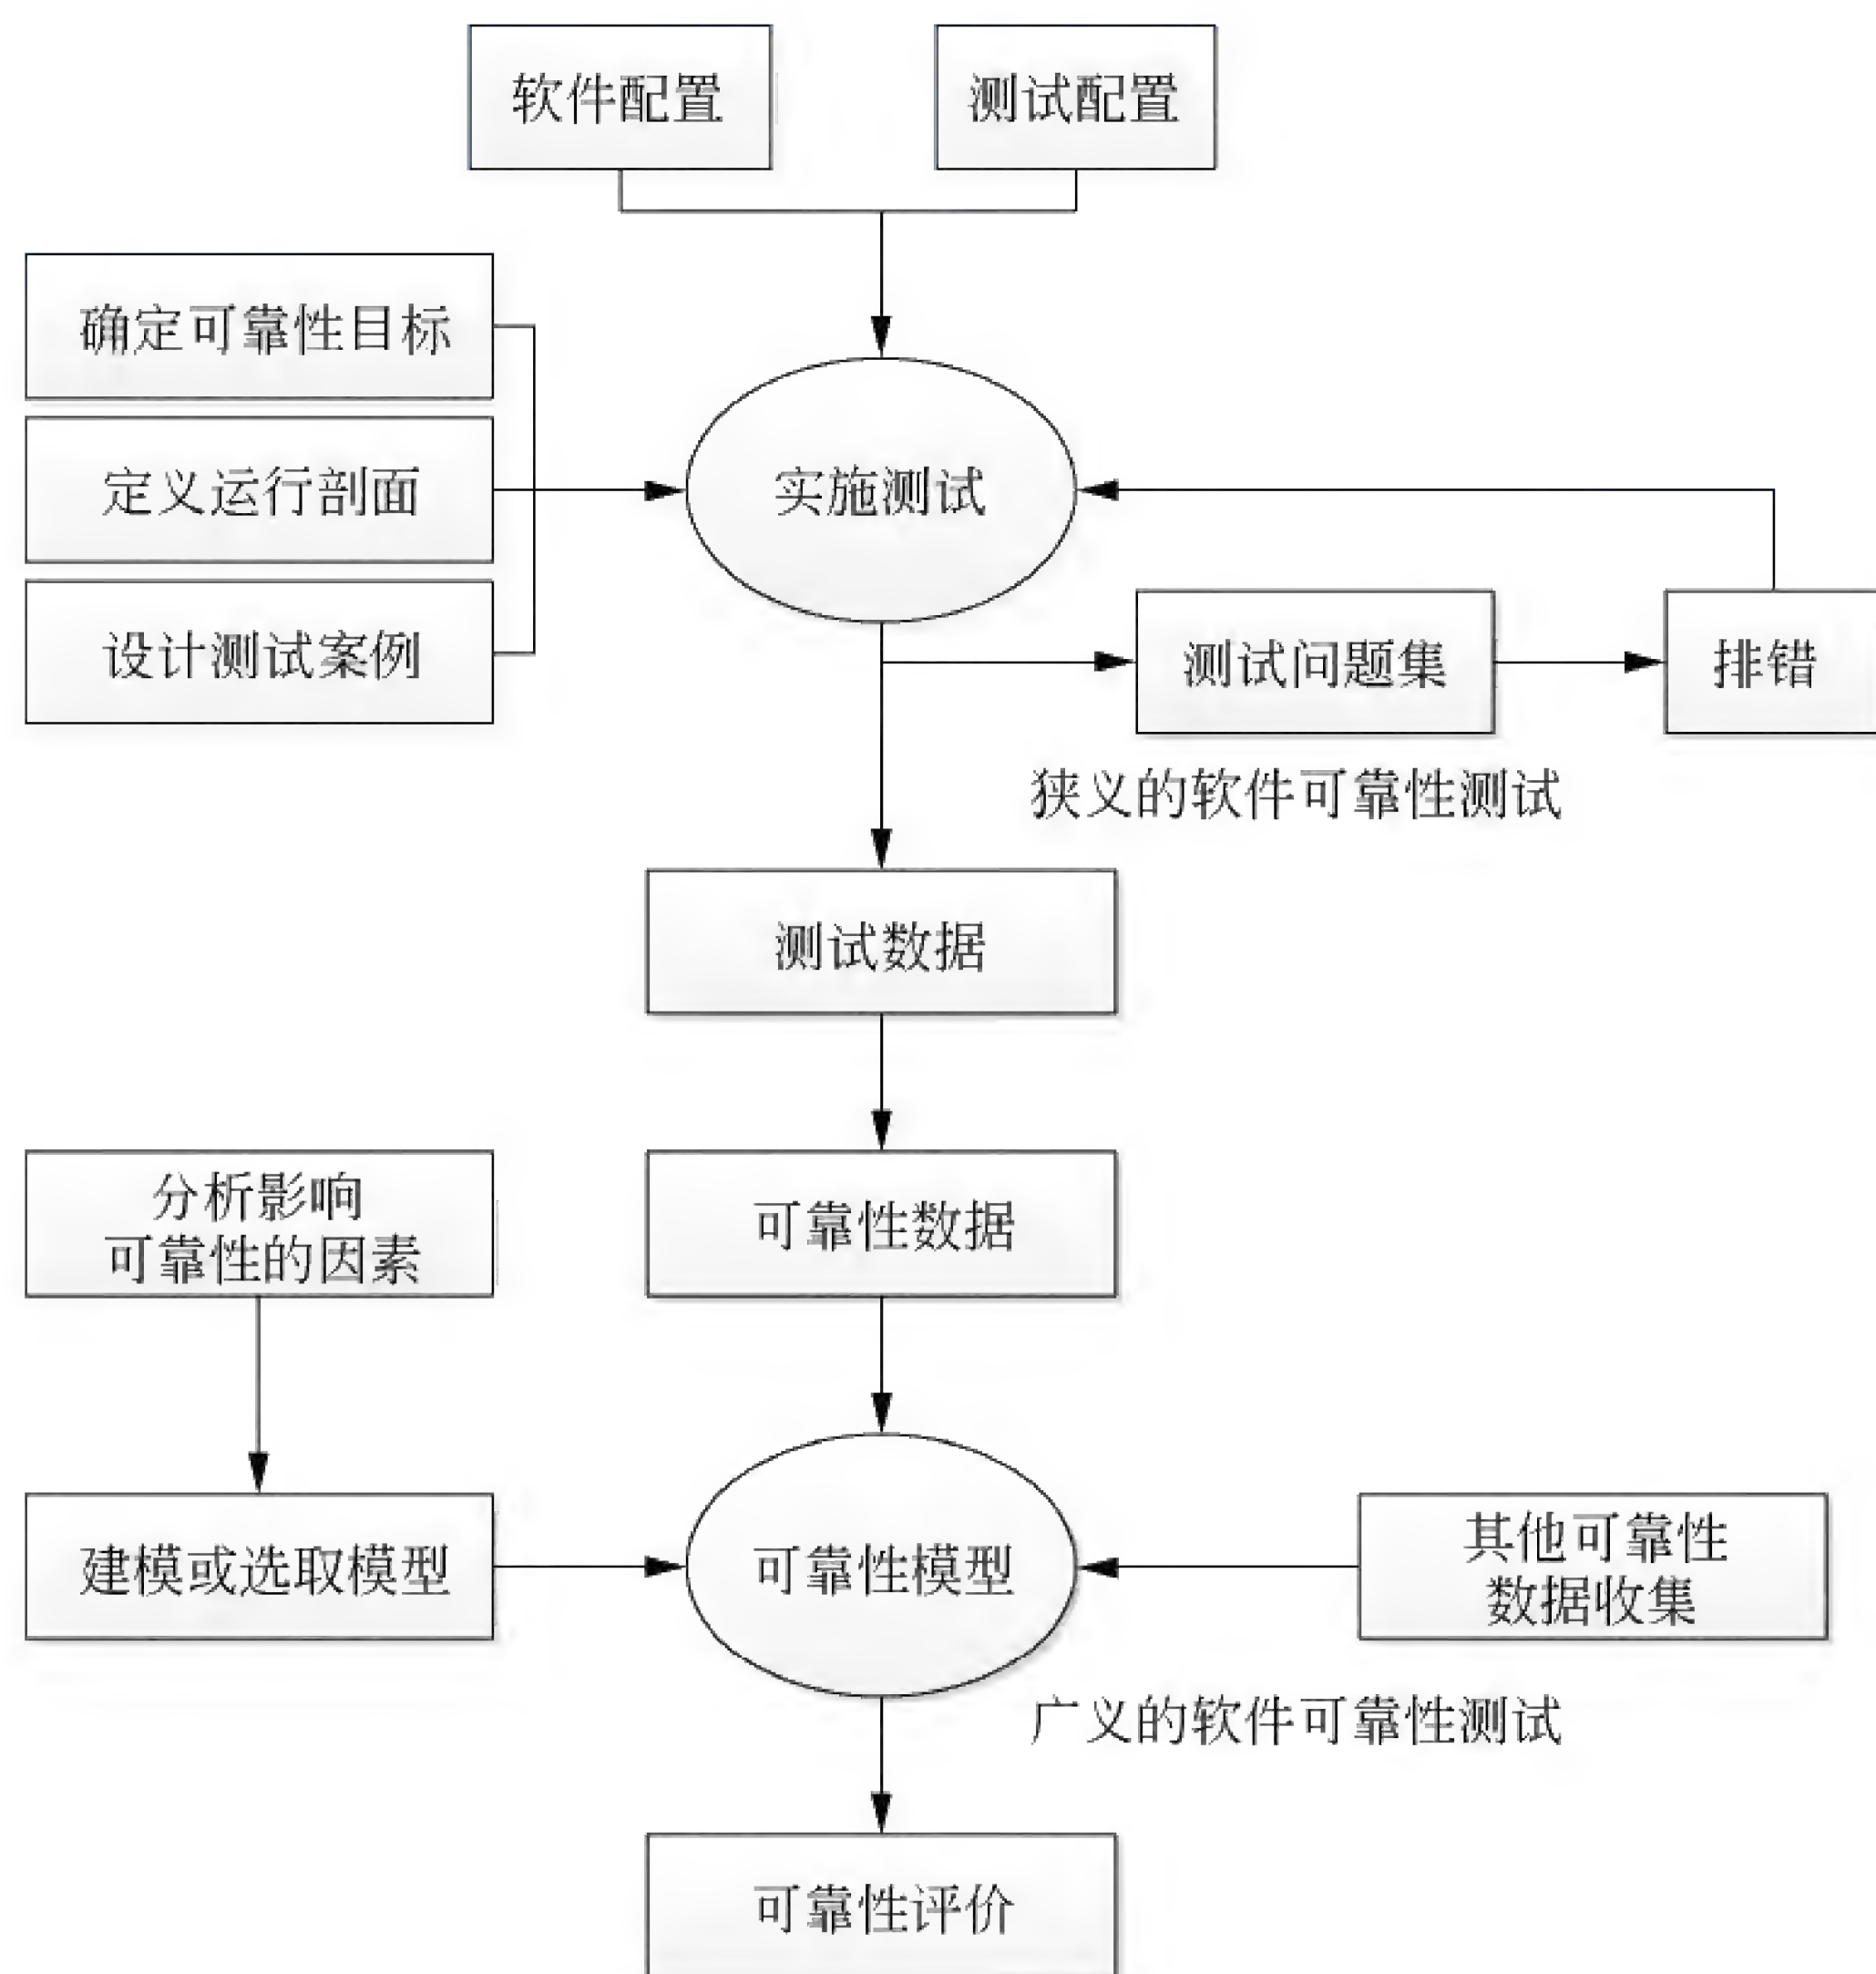 软件配置
测试配置
确定可靠性目标
定义运行剖面
实施测试
设计测试案例
测试问题集
排错
狭义的软件可靠性测试
测试数据
分析影响
可靠性的因素
可靠性数据
建模或选取模型
可靠性模型
其他可靠性
数据收集
广义的软件可靠性测试
可靠性评价